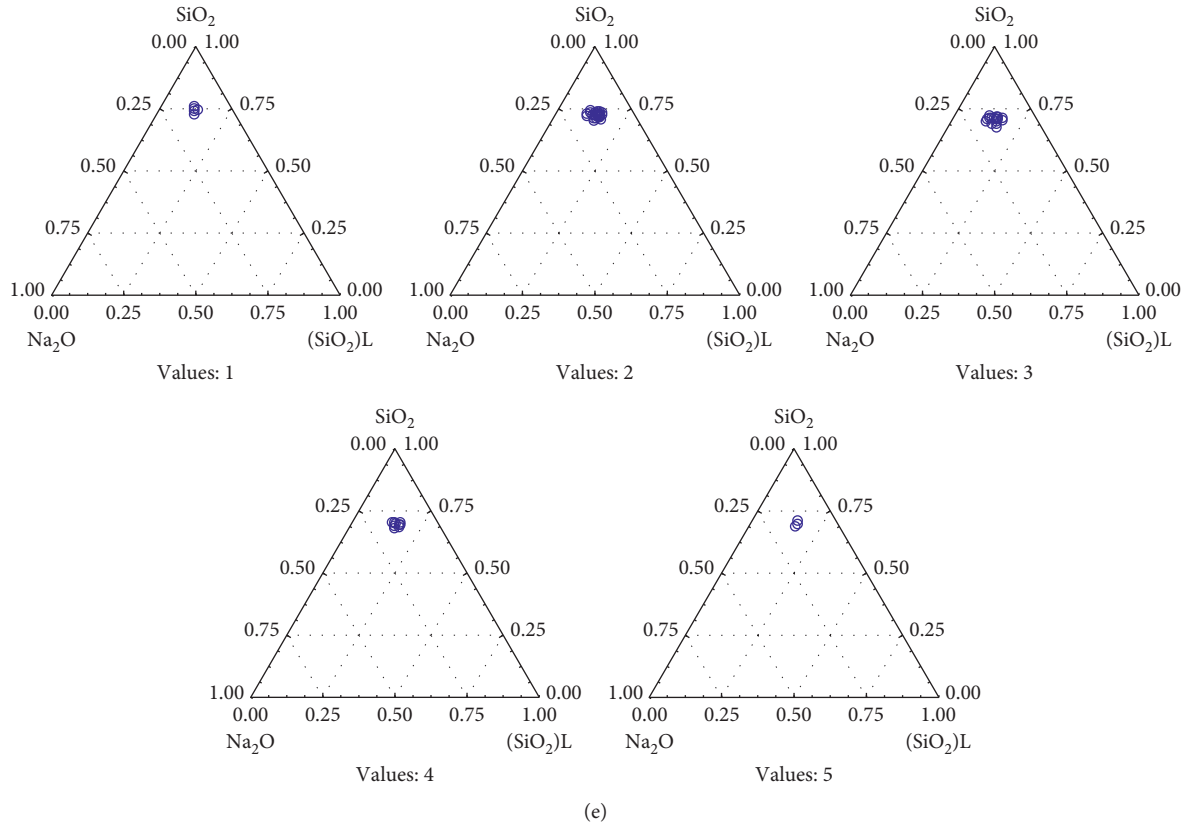 SiO₂
0.00 1.00
0.25 0.75
0.50 0.50
0.75 0.25
1.00 0.00
0.00 0.25 0.50 0.75 1.00
Na₂O (SiO₂)L
Values: 1
SiO₂
0.00 1.00
0.25 0.75
0.50 0.50
0.75 0.25
1.00 0.00
0.00 0.25 0.50 0.75 1.00
Na₂O (SiO₂)L
Values: 2
SiO₂
0.00 1.00
0.25 0.75
0.50 0.50
0.75 0.25
1.00 0.00
0.00 0.25 0.50 0.75 1.00
Na₂O (SiO₂)L
Values: 3
SiO₂
0.00 1.00
0.25 0.75
0.50 0.50
0.75 0.25
1.00 0.00
0.00 0.25 0.50 0.75 1.00
Na₂O (SiO₂)L
Values: 4
SiO₂
0.00 1.00
0.25 0.75
0.50 0.50
0.75 0.25
1.00 0.00
0.00 0.25 0.50 0.75 1.00
Na₂O (SiO₂)L
Values: 5
(e)